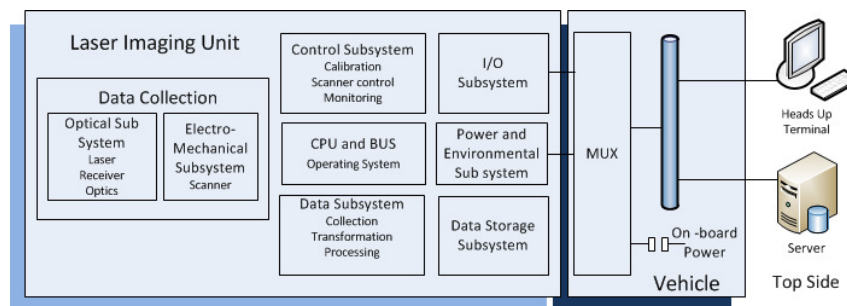 Laser Imaging Unit
Data Collection
Optical Sub
System
Laser
Receiver
Optics
Electro-
Mechanical
Subsystem
Scanner
Control Subsystem
Calibration
Scanner control
Monitoring
CPU and BUS
Operating System
Data Subsystem
Collection
Transformation
Processing
I/O
Subsystem
Power and
Environmental
Sub system
Data Storage
Subsystem
MUX
On -board
Power
Vehicle
Heads Up
Terminal
Server
Top Side